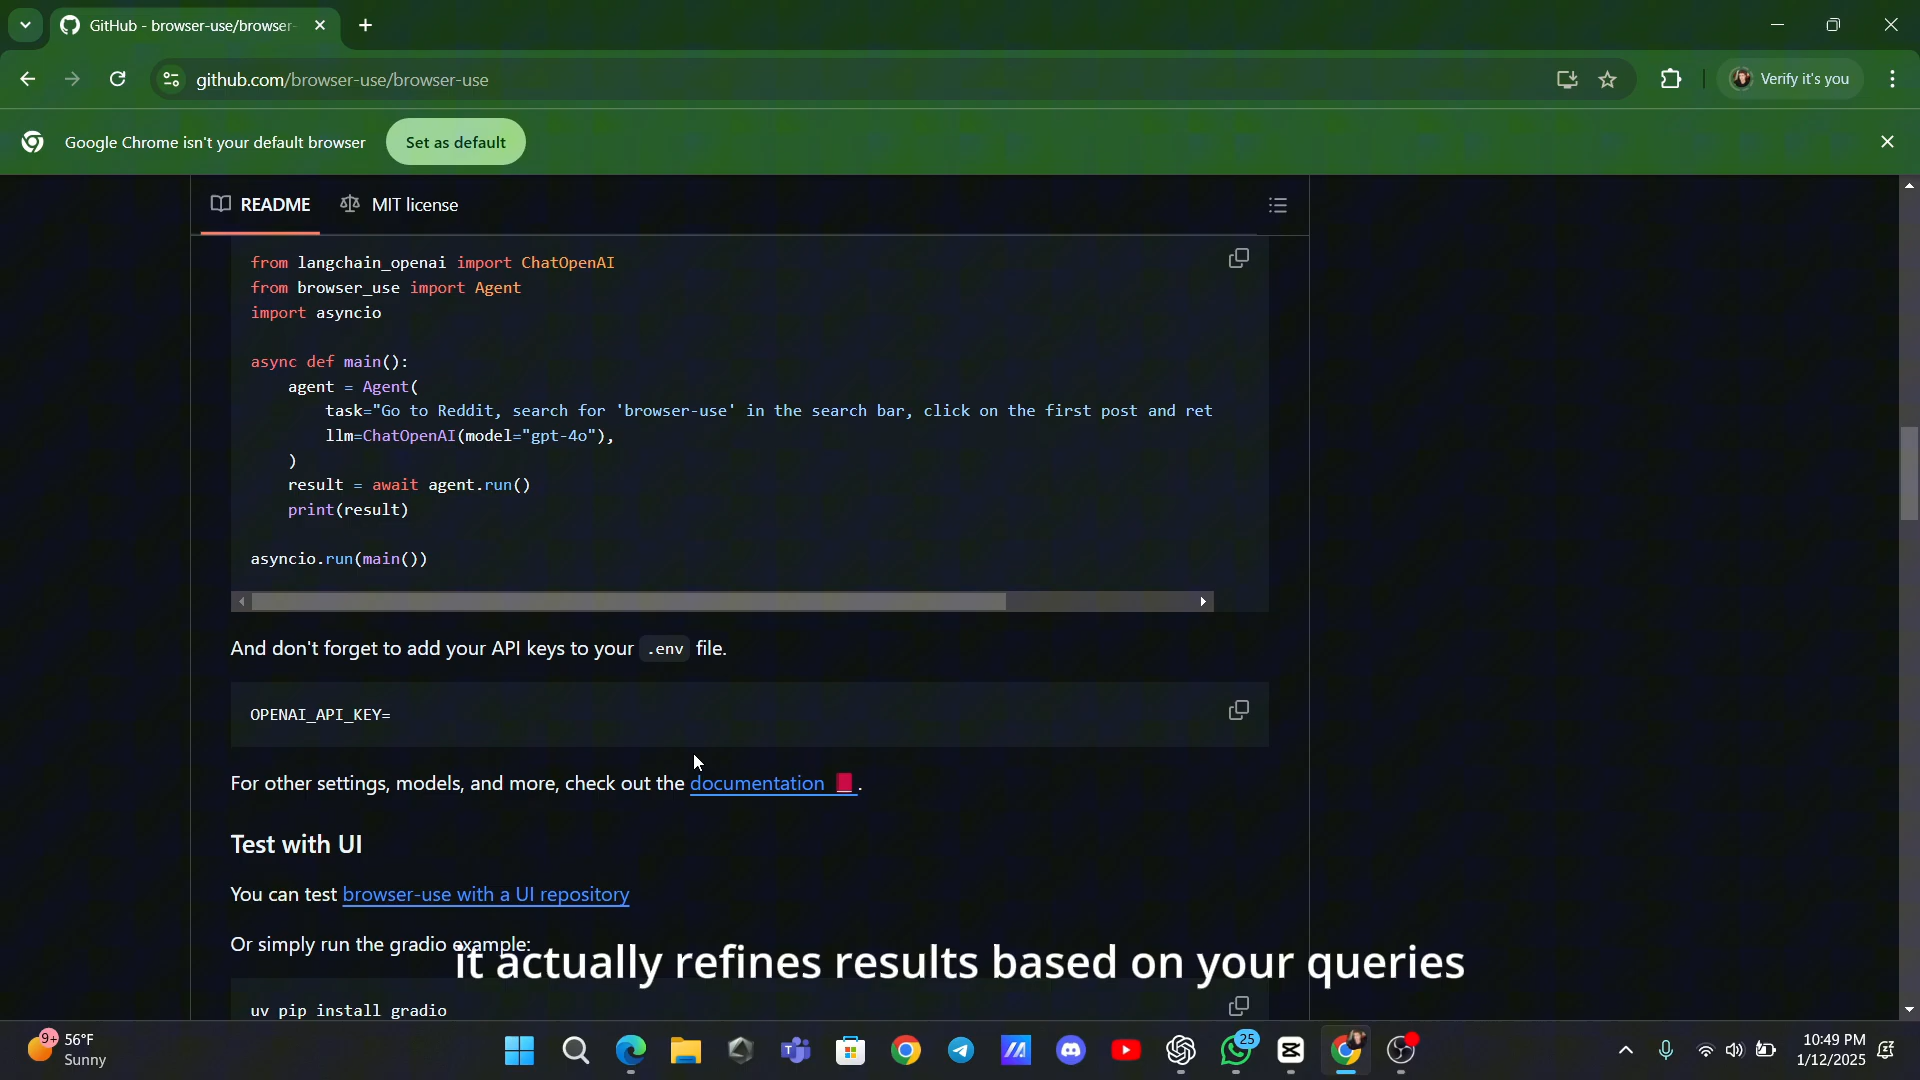 GitHub - browser-use/browser-
github.com/browser-use/browser-use
Verify it's you
Google Chrome isn't your default browser
Set as default
README
MIT license
from langchain_openai import ChatOpenAI
from browser_use import Agent
import asyncio
async def main():
    agent = Agent(
        task="Go to Reddit, search for 'browser-use' in the search bar, click on the first post and ret
        llm=ChatOpenAI(model="gpt-4o"),
    )
    result = await agent.run()
    print(result)
asyncio.run(main())
And don't forget to add your API keys to your .env file.
OPENAI_API_KEY=
For other settings, models, and more, check out the documentation 📕.
Test with UI
You can test browser-use with a UI repository
Or simply run the gradio example:
it actually refines results based on your queries
uv pip install gradio
9+
56°F
Sunny
25
10:49 PM
1/12/2025